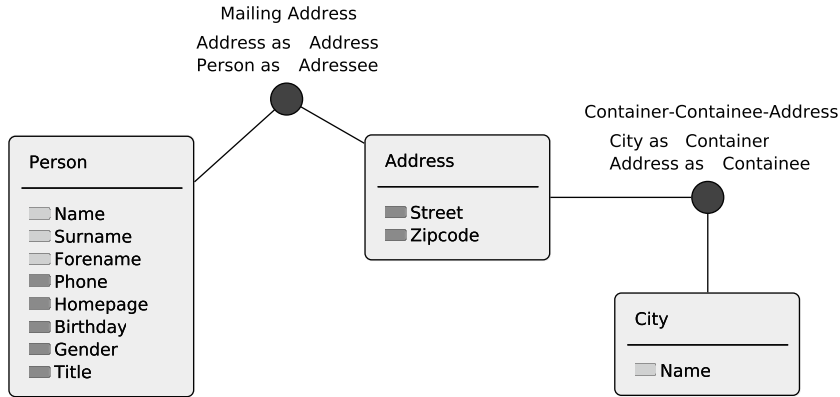 Mailing Address
Address as Address
Person as Adressee
Container-Containee-Address
City as Container
Address as Containee
Person
Name
Surname
Forename
Phone
Homepage
Birthday
Gender
Title
Address
Street
Zipcode
City
Name